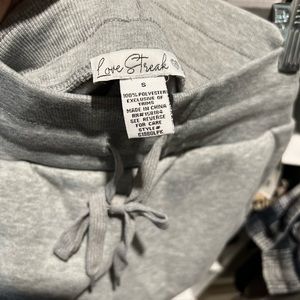 Love Streak
S
100% POLYESTER
EXCLUSIVE OF
TRIMS
MADE IN CHINA
SEE REVERSE
FOR CARE
STYLE#